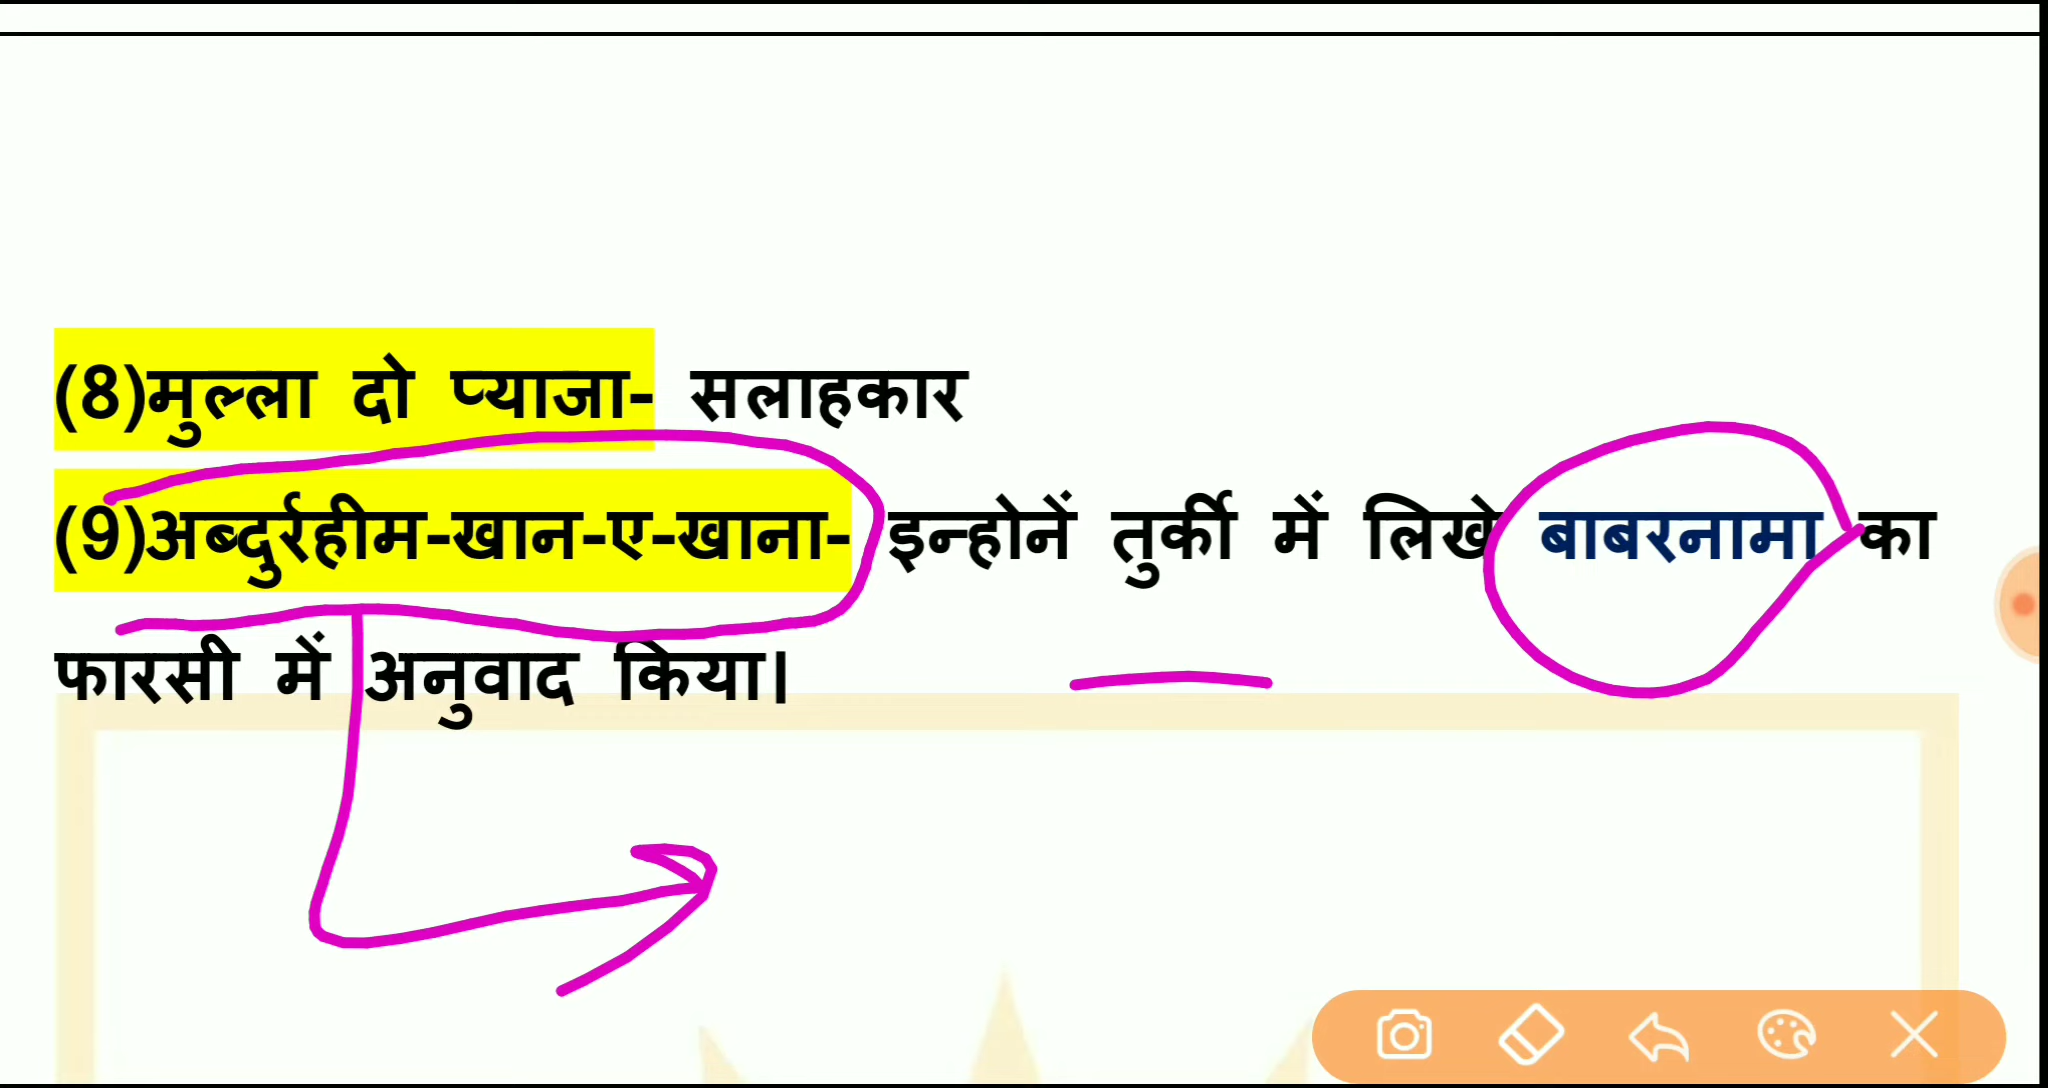 (8)मुल्ला दो प्याजा- सलाहकार
(9)अब्दुर्रहीम-खान-ए-खाना- इन्होनें तुर्की में लिखे बाबरनामा का
फारसी में अनुवाद किया।